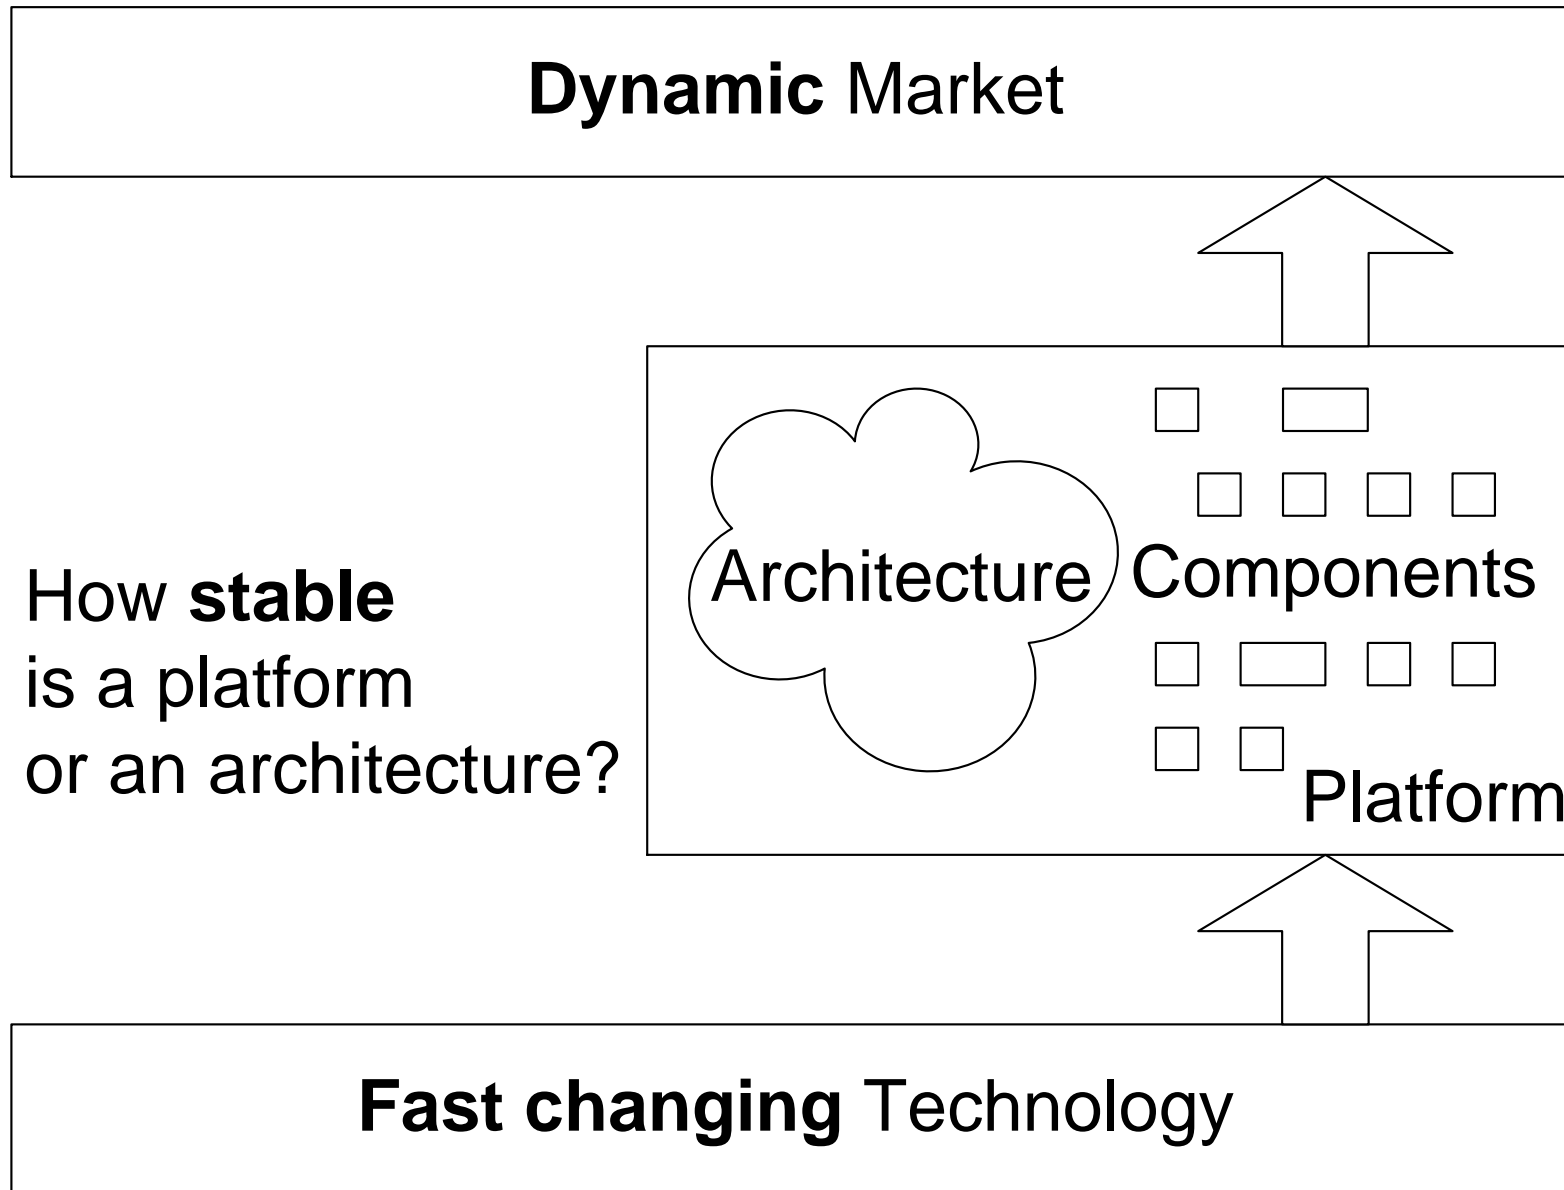 Dynamic Market
How stable
is a platform
or an architecture?
Architecture
Components
Platform
Fast changing Technology